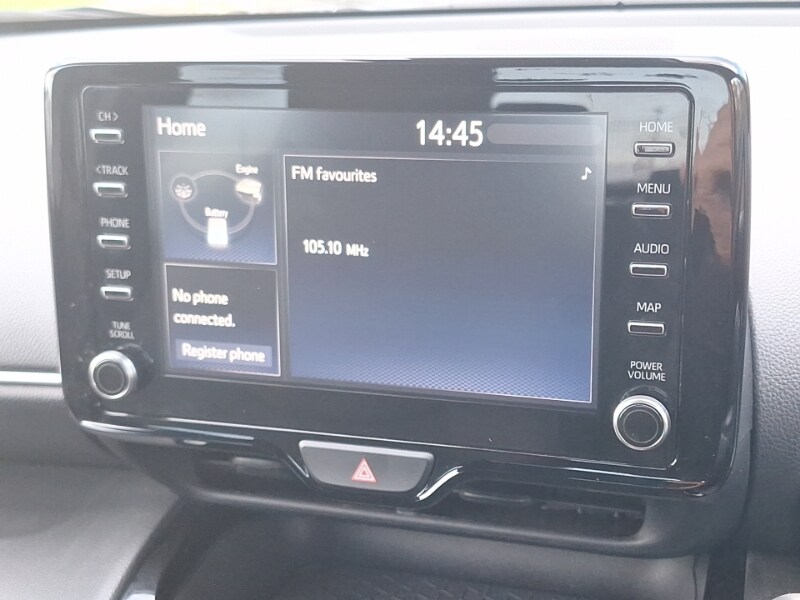 CH >
< TRACK
PHONE
SETUP
TUNE
SCROLL
Home
14:45
Engine
Battery
No phone
connected.
Register phone
FM favourites
105.10 MHz
HOME
MENU
AUDIO
MAP
POWER
VOLUME